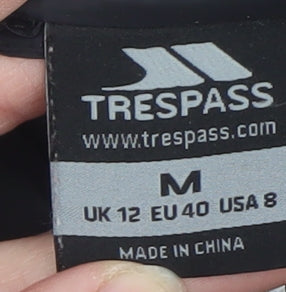 TRESPASS
www.trespass.com
M
UK 12 EU 40 USA 8
MADE IN CHINA